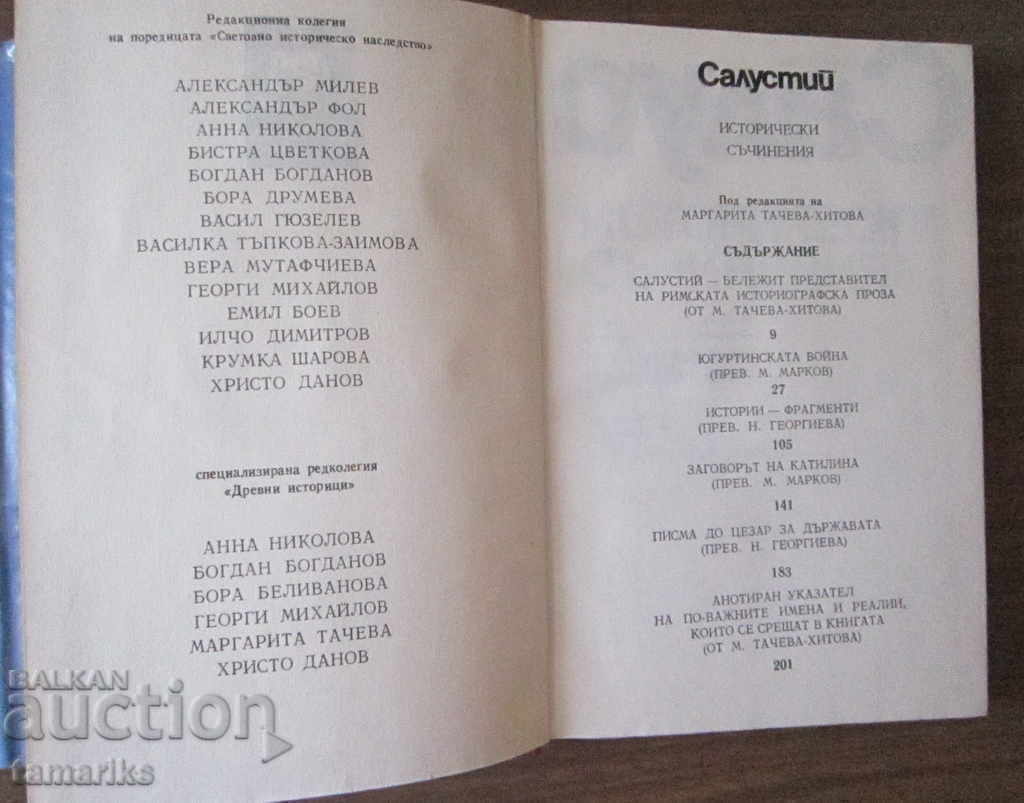 Редакционна колегия
на поредицата «Световно историческо наследство»
АЛЕКСАНДЪР МИЛЕВ
АЛЕКСАНДЪР ФОЛ
АННА НИКОЛОВА
БИСТРА ЦВЕТКОВА
БОГДАН БОГДАНОВ
БОРА ДРУМЕВА
ВАСИЛ ГЮЗЕЛЕВ
ВАСИЛКА ТЪПКОВА-ЗАИМОВА
ВЕРА МУТАФЧИЕВА
ГЕОРГИ МИХАЙЛОВ
ЕМИЛ БОЕВ
ИЛЧО ДИМИТРОВ
КРУМКА ШАРОВА
ХРИСТО ДАНОВ
специализирана редколегия
«Древни историци»
АННА НИКОЛОВА
БОГДАН БОГДАНОВ
БОРА БЕЛИВАНОВА
ГЕОРГИ МИХАЙЛОВ
МАРГАРИТА ТАЧЕВА
ХРИСТО ДАНОВ
Салустий
ИСТОРИЧЕСКИ
СЪЧИНЕНИЯ
Под редакцията на
МАРГАРИТА ТАЧЕВА-ХИТОВА
СЪДЪРЖАНИЕ
САЛУСТИЙ — БЕЛЕЖИТ ПРЕДСТАВИТЕЛ
НА РИМСКАТА ИСТОРИОГРАФСКА ПРОЗА
(ОТ М. ТАЧЕВА-ХИТОВА)
9
ЮГУРТИНСКАТА ВОЙНА
(ПРЕВ. М. МАРКОВ)
27
ИСТОРИИ — ФРАГМЕНТИ
(ПРЕВ. Н. ГЕОРГИЕВА)
105
ЗАГОВОРЪТ НА КАТИЛИНА
(ПРЕВ. М. МАРКОВ)
141
ПИСМА ДО ЦЕЗАР ЗА ДЪРЖАВАТА
(ПРЕВ. Н. ГЕОРГИЕВА)
183
АНОТИРАН УКАЗАТЕЛ
НА ПО-ВАЖНИТЕ ИМЕНА И РЕАЛИИ,
КОИТО СЕ СРЕЩАТ В КНИГАТА
(ОТ М. ТАЧЕВА-ХИТОВА)
201
BALKAN
auction
tamariks